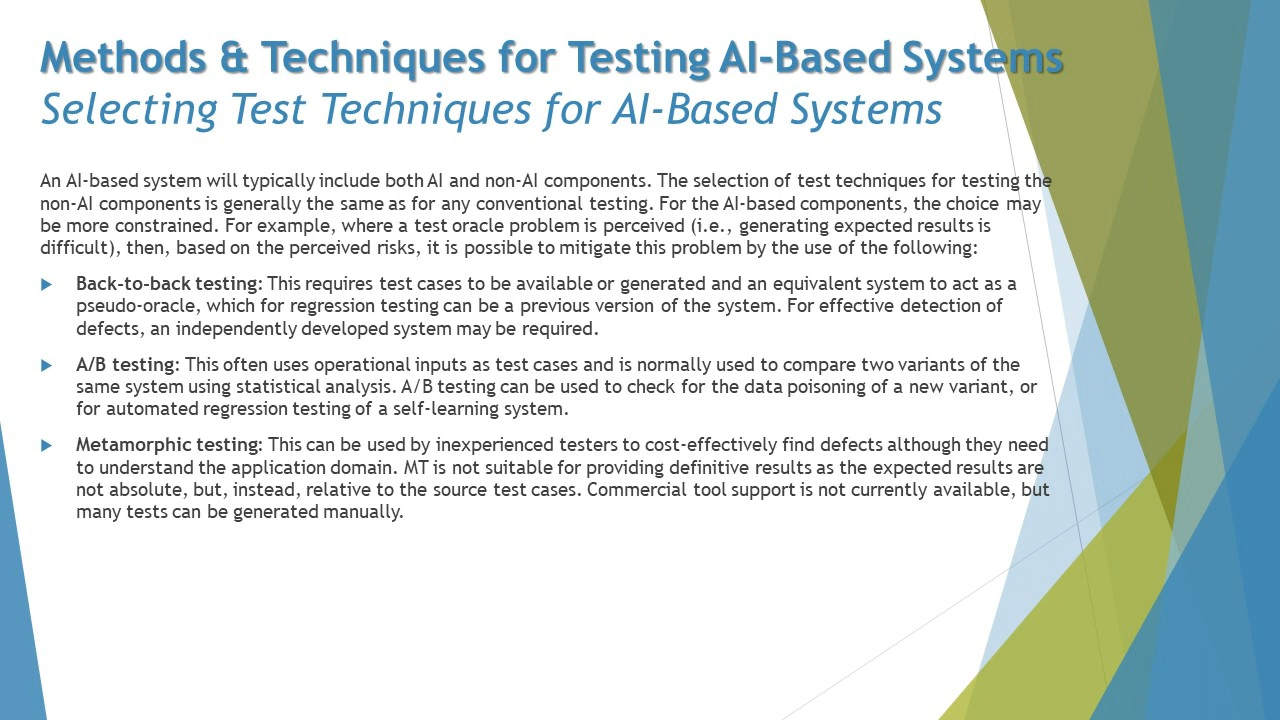 Methods & Techniques for Testing AI-Based Systems
Selecting Test Techniques for AI-Based Systems
An AI-based system will typically include both AI and non-AI components. The selection of test techniques for testing the
non-AI components is generally the same as for any conventional testing. For the AI-based components, the choice may
be more constrained. For example, where a test oracle problem is perceived (i.e., generating expected results is
difficult), then, based on the perceived risks, it is possible to mitigate this problem by the use of the following:
Back-to-back testing: This requires test cases to be available or generated and an equivalent system to act as a
pseudo-oracle, which for regression testing can be a previous version of the system. For effective detection of
defects, an independently developed system may be required.
A/B testing: This often uses operational inputs as test cases and is normally used to compare two variants of the
same system using statistical analysis. A/B testing can be used to check for the data poisoning of a new variant, or
for automated regression testing of a self-learning system.
Metamorphic testing: This can be used by inexperienced testers to cost-effectively find defects although they need
to understand the application domain. MT is not suitable for providing definitive results as the expected results are
not absolute, but, instead, relative to the source test cases. Commercial tool support is not currently available, but
many tests can be generated manually.